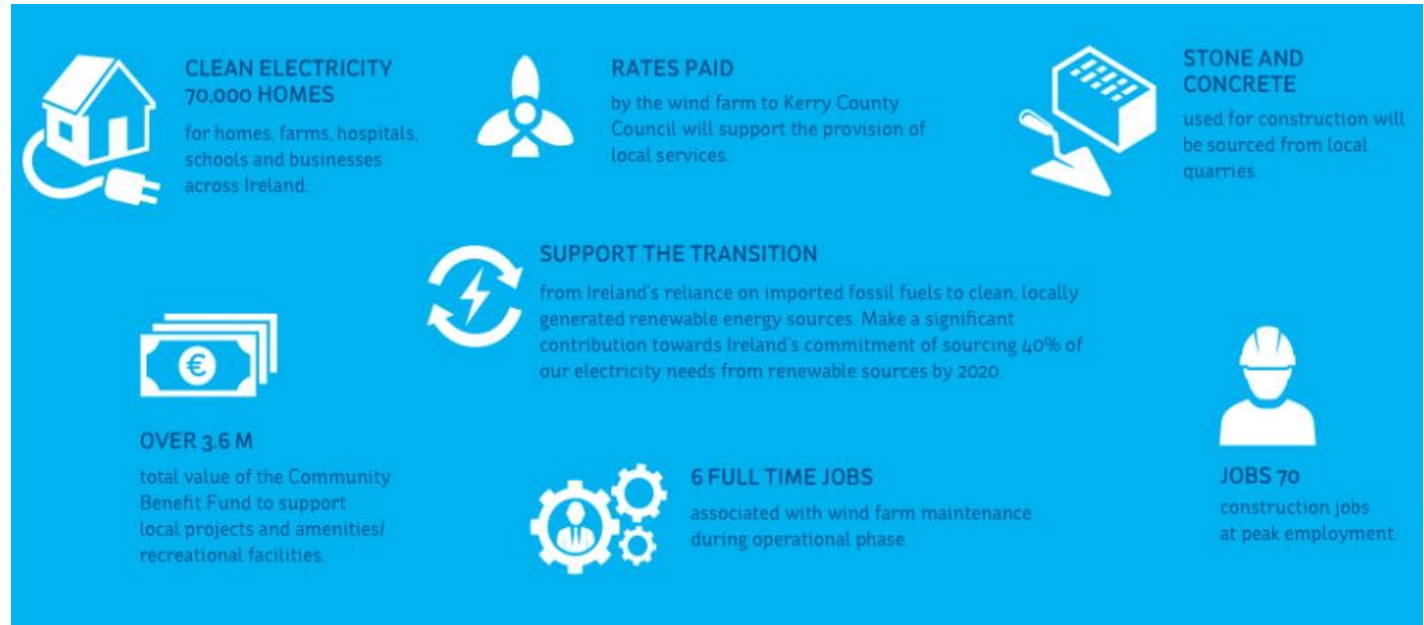 CLEAN ELECTRICITY
70,000 HOMES
for homes, farms, hospitals,
schools and businesses
across Ireland.
RATES PAID
by the wind farm to Kerry County
Council will support the provision of
local services.
STONE AND
CONCRETE
used for construction will
be sourced from local
quarries.
SUPPORT THE TRANSITION
from Ireland's reliance on imported fossil fuels to clean, locally
generated renewable energy sources. Make a significant
contribution towards Ireland's commitment of sourcing 40% of
our electricity needs from renewable sources by 2020.
€
OVER 3.6 M
total value of the Community
Benefit Fund to support
local projects and amenities/
recreational facilities.
6 FULL TIME JOBS
associated with wind farm maintenance
during operational phase
JOBS 70
construction jobs
at peak employment.